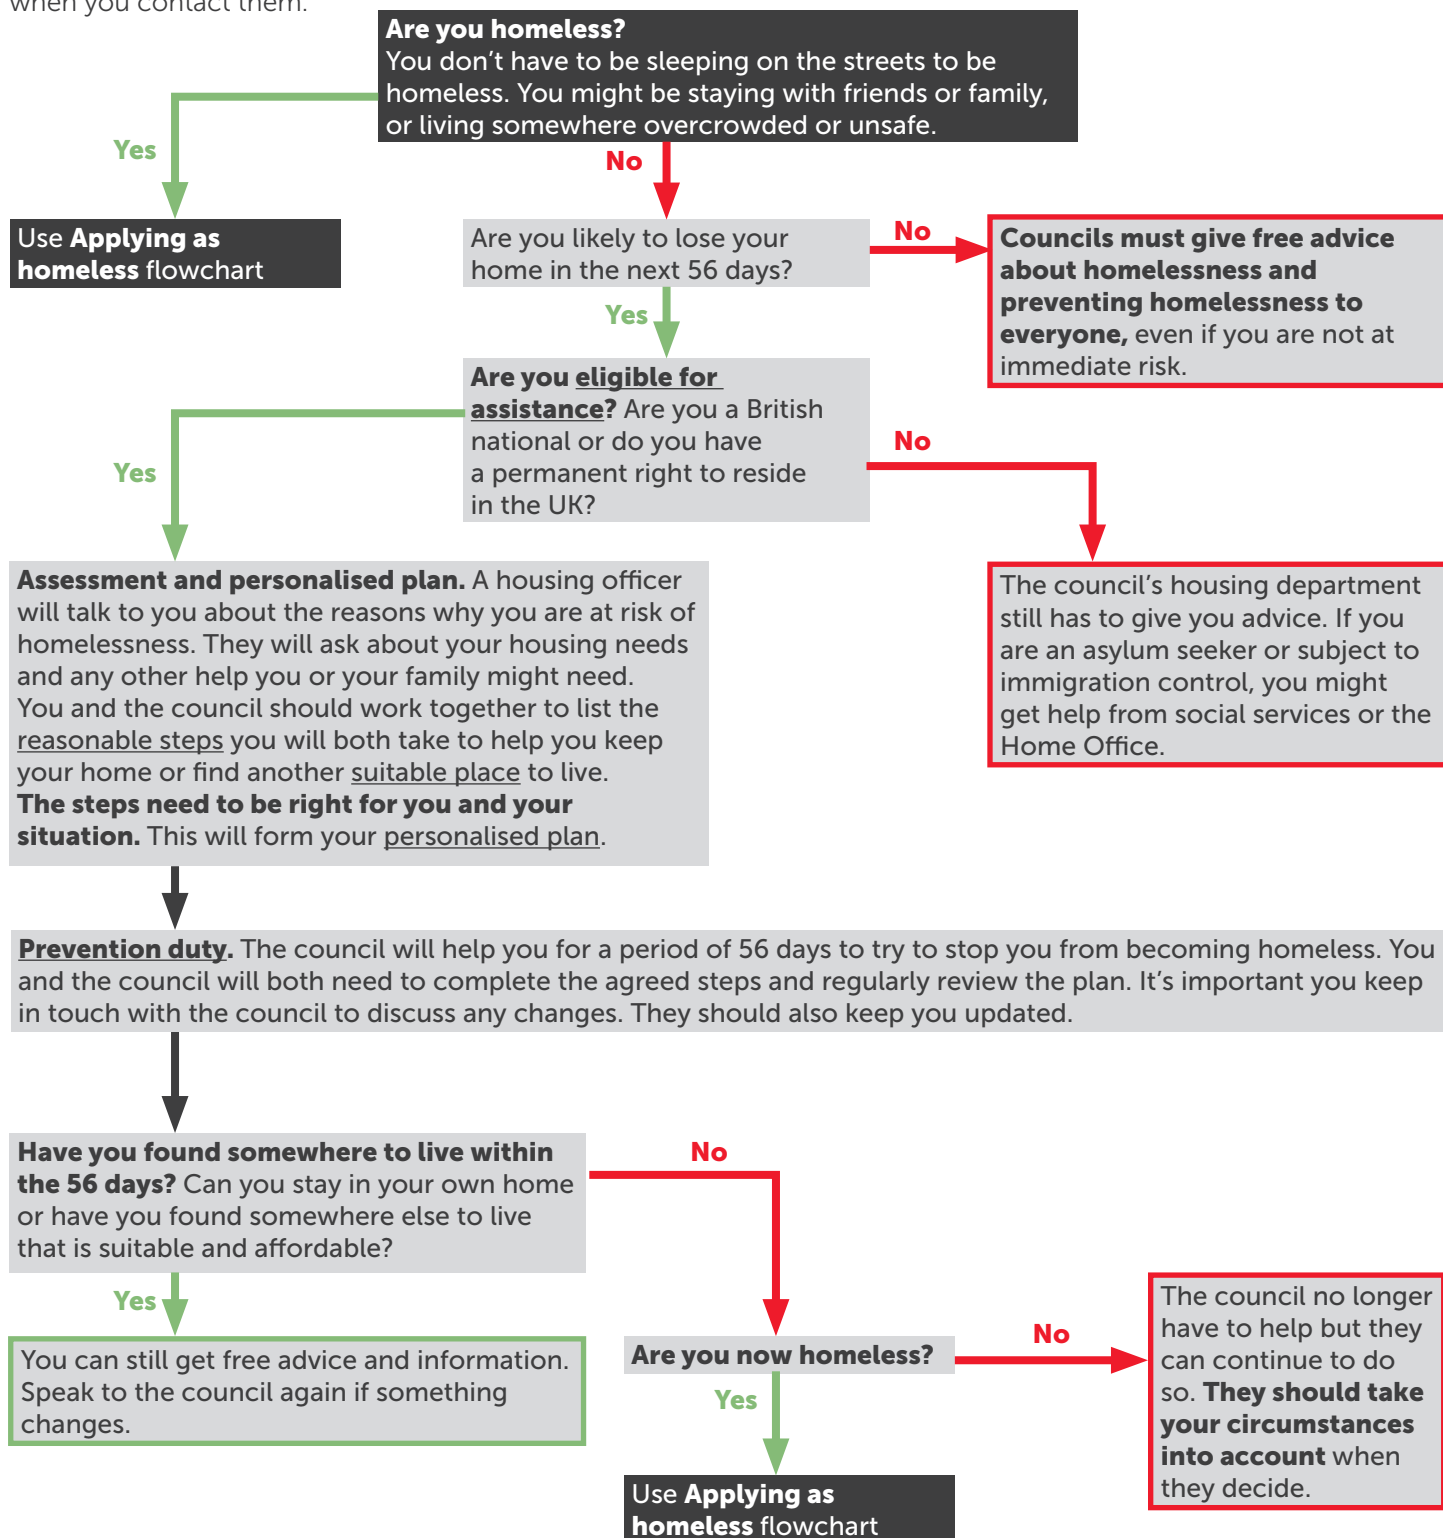 when you contact them.
Are you homeless?
You don’t have to be sleeping on the streets to be
homeless. You might be staying with friends or family,
or living somewhere overcrowded or unsafe.
Yes
No
Use Applying as
homeless flowchart
Are you likely to lose your
home in the next 56 days?
No
Councils must give free advice
about homelessness and
preventing homelessness to
everyone, even if you are not at
immediate risk.
Yes
Are you eligible for
assistance? Are you a British
national or do you have
a permanent right to reside
in the UK?
Yes
No
Assessment and personalised plan. A housing officer
will talk to you about the reasons why you are at risk of
homelessness. They will ask about your housing needs
and any other help you or your family might need.
You and the council should work together to list the
reasonable steps you will both take to help you keep
your home or find another suitable place to live.
The steps need to be right for you and your
situation. This will form your personalised plan.
The council’s housing department
still has to give you advice. If you
are an asylum seeker or subject to
immigration control, you might
get help from social services or the
Home Office.
Prevention duty. The council will help you for a period of 56 days to try to stop you from becoming homeless. You
and the council will both need to complete the agreed steps and regularly review the plan. It’s important you keep
in touch with the council to discuss any changes. They should also keep you updated.
Have you found somewhere to live within
the 56 days? Can you stay in your own home
or have you found somewhere else to live
that is suitable and affordable?
No
Yes
You can still get free advice and information.
Speak to the council again if something
changes.
Are you now homeless?
No
The council no longer
have to help but they
can continue to do
so. They should take
your circumstances
into account when
they decide.
Yes
Use Applying as
homeless flowchart